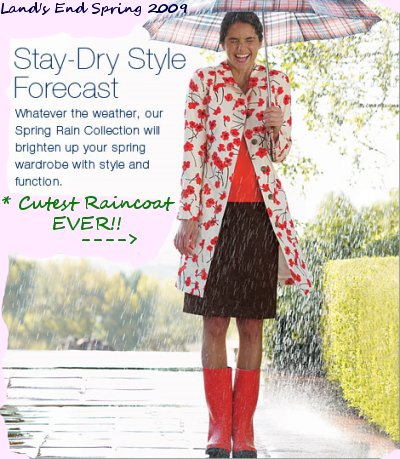 Land's End Spring 2009
Stay-Dry Style
Forecast
Whatever the weather, our
Spring Rain Collection will
brighten up your spring
wardrobe with style and
function.
* Cutest Raincoat
EVER!!
---->